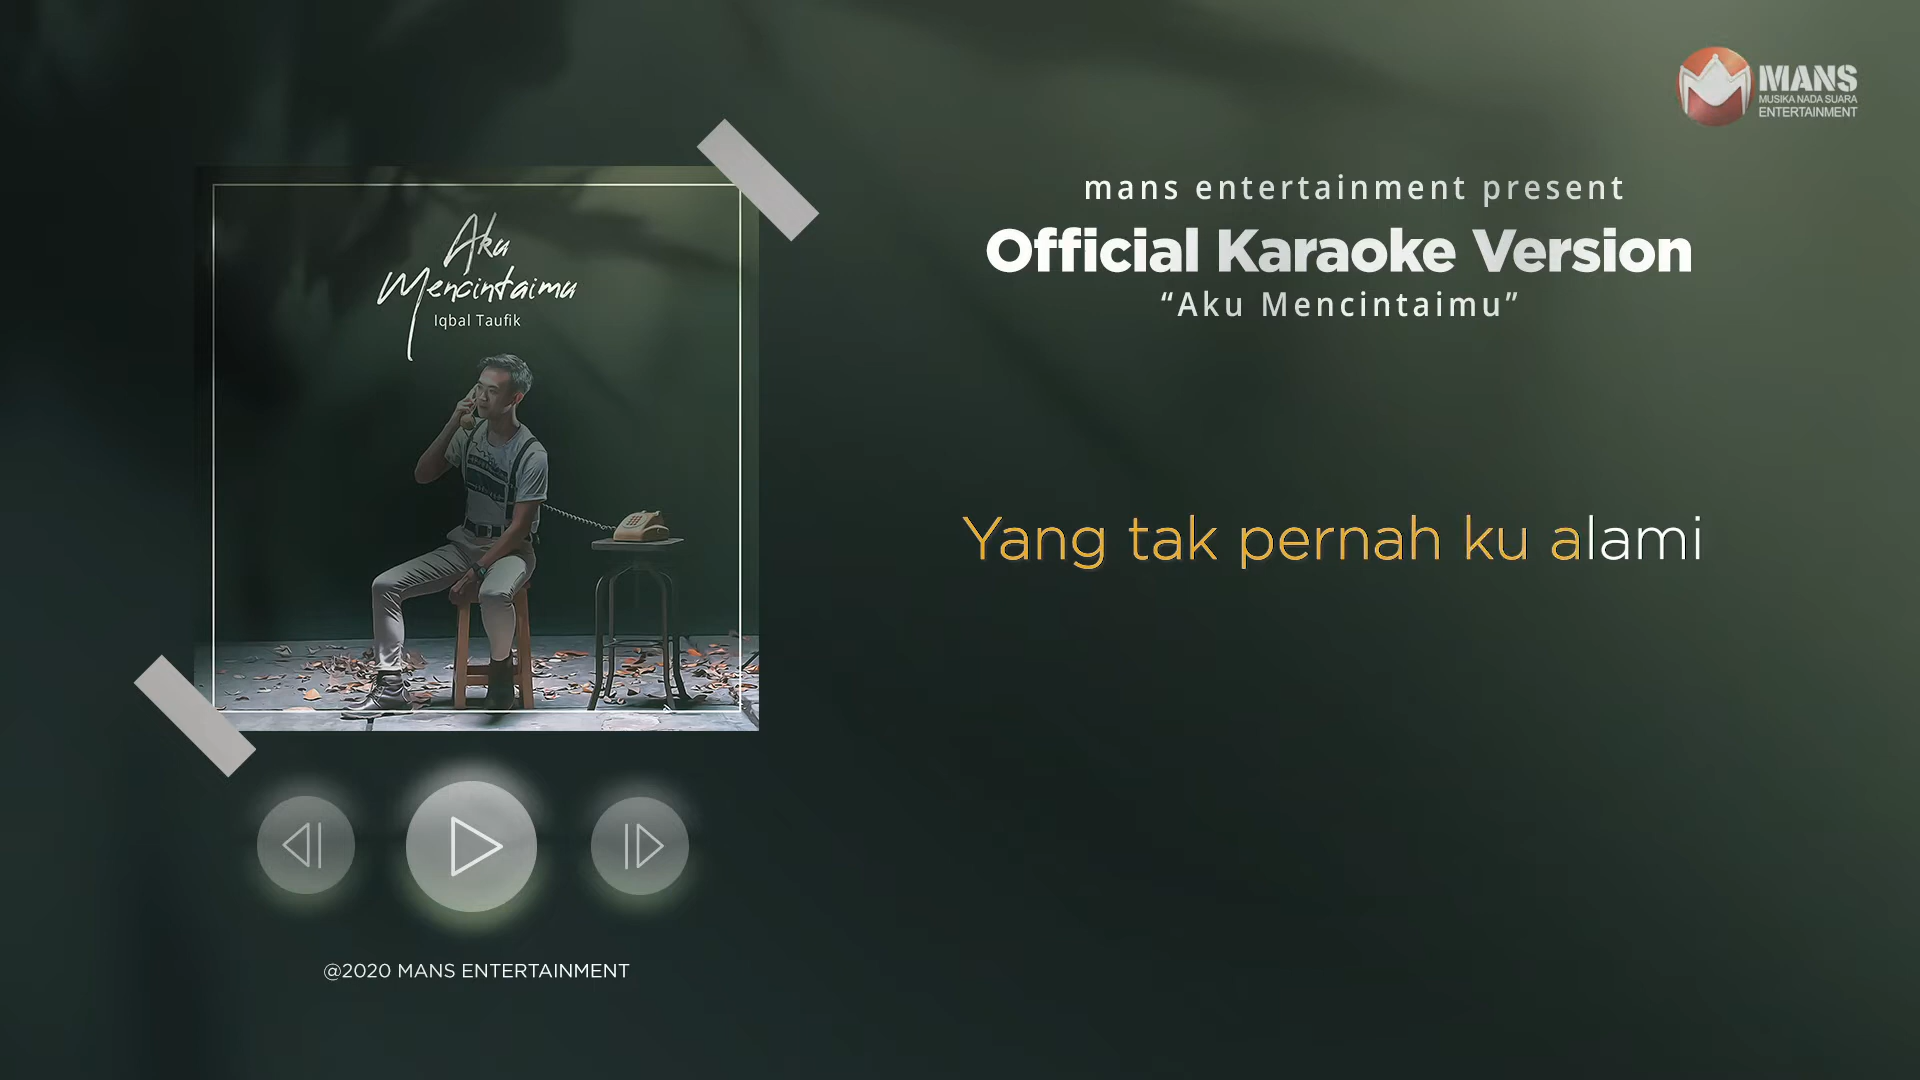 MANS
MUSIKA NADA SUARA
ENTERTAINMENT
mans entertainment present
Official Karaoke Version
“Aku Mencintaimu”
Aku
Mencintaimu
Iqbal Taufik
Yang tak pernah ku alami
@2020 MANS ENTERTAINMENT